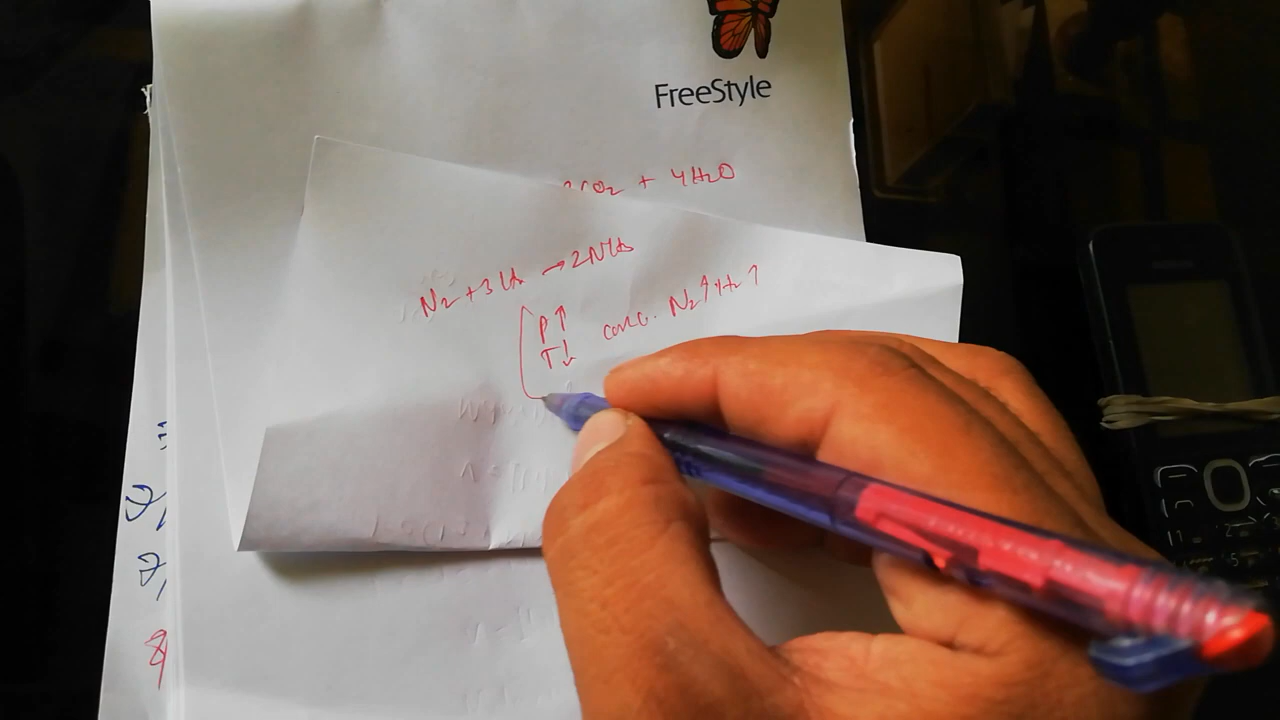 FreeStyle
CO₂ + 4H₂O
N₂ + 3H₂ → 2NH₃
P↑ conc. N₂↑ H₂↑
T↓